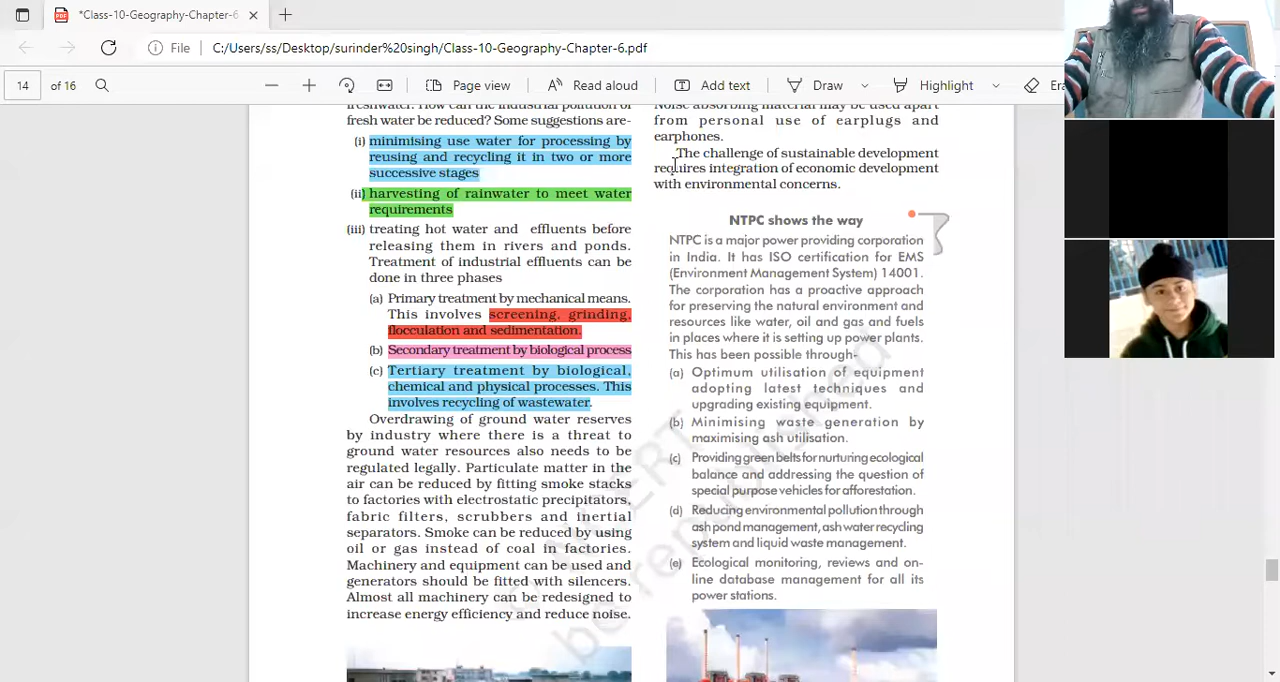 *Class-10-Geography-Chapter-6
File
C:/Users/ss/Desktop/surinder%20singh/Class-10-Geography-Chapter-6.pdf
14 of 16
Page view
Read aloud
Add text
Draw
Highlight
Era
freshwater. How can the industrial pollution of
fresh water be reduced? Some suggestions are-
(i) minimising use water for processing by
reusing and recycling it in two or more
successive stages
(ii) harvesting of rainwater to meet water
requirements
(iii) treating hot water and effluents before
releasing them in rivers and ponds.
Treatment of industrial effluents can be
done in three phases
(a) Primary treatment by mechanical means.
This involves screening, grinding,
flocculation and sedimentation.
(b) Secondary treatment by biological process
(c) Tertiary treatment by biological,
chemical and physical processes. This
involves recycling of wastewater.
Overdrawing of ground water reserves
by industry where there is a threat to
ground water resources also needs to be
regulated legally. Particulate matter in the
air can be reduced by fitting smoke stacks
to factories with electrostatic precipitators,
fabric filters, scrubbers and inertial
separators. Smoke can be reduced by using
oil or gas instead of coal in factories.
Machinery and equipment can be used and
generators should be fitted with silencers.
Almost all machinery can be redesigned to
increase energy efficiency and reduce noise.
Noise absorbing material may be used apart
from personal use of earplugs and
earphones.
The challenge of sustainable development
requires integration of economic development
with environmental concerns.
NTPC shows the way
NTPC is a major power providing corporation
in India. It has ISO certification for EMS
(Environment Management System) 14001.
The corporation has a proactive approach
for preserving the natural environment and
resources like water, oil and gas and fuels
in places where it is setting up power plants.
This has been possible through-
(a) Optimum utilisation of equipment
adopting latest techniques and
upgrading existing equipment.
(b) Minimising waste generation by
maximising ash utilisation.
(c) Providing green belts for nurturing ecological
balance and addressing the question of
special purpose vehicles for afforestation.
(d) Reducing environmental pollution through
ash pond management, ash water recycling
system and liquid waste management.
(e) Ecological monitoring, reviews and on-
line database management for all its
power stations.
be republished